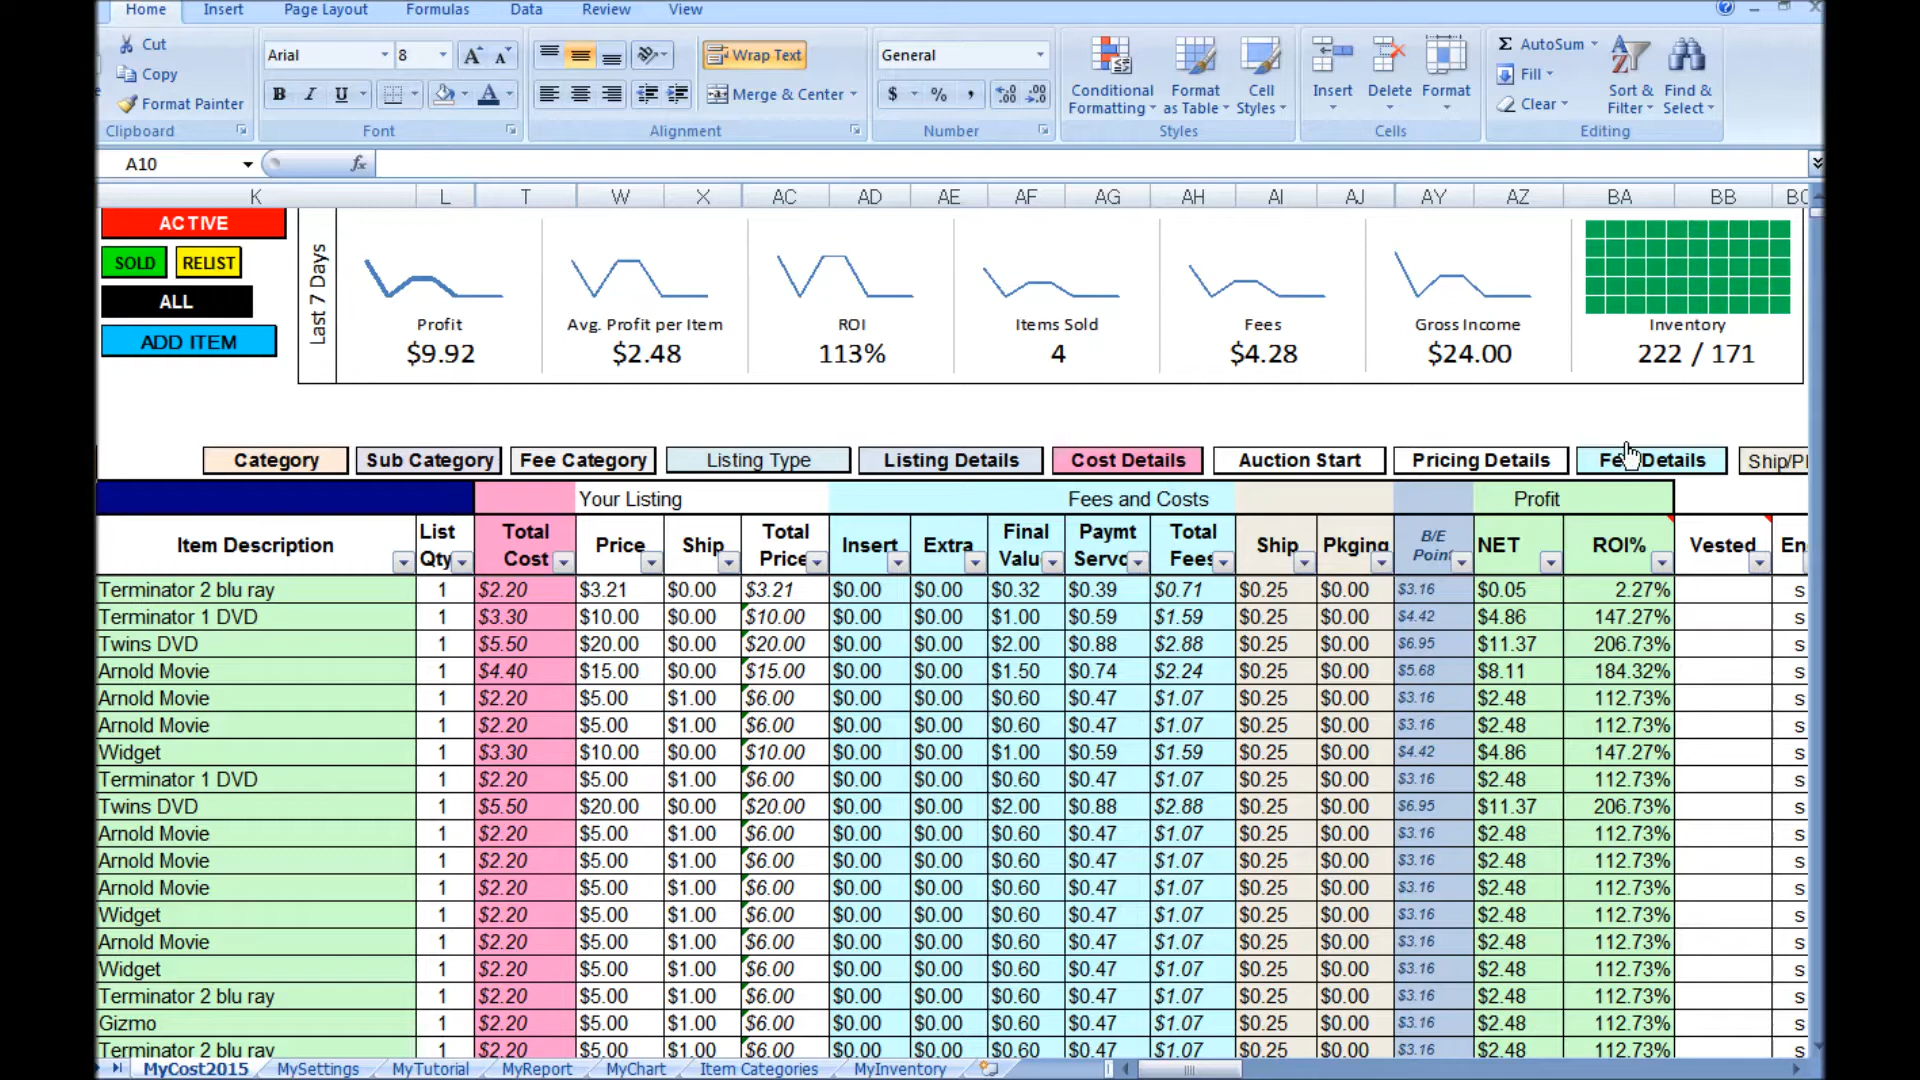 Home Insert Page Layout Formulas Data Review View
Cut
Copy
Format Painter
Clipboard
Arial 8
B I U A
Font
Wrap Text
Merge & Center
Alignment
General
$ % ,
Number
Conditional Formatting
Format as Table
Cell Styles
Styles
Insert Delete Format
Cells
Σ AutoSum
Fill
Clear
Sort & Filter
Find & Select
Editing
A10 fx
K L T W X AC AD AE AF AG AH AI AJ AY AZ BA BB
ACTIVE
SOLD RELIST
ALL
ADD ITEM
Last 7 Days
Profit Avg. Profit per Item ROI Items Sold Fees Gross Income Inventory
$9.92 $2.48 113% 4 $4.28 $24.00 222 / 171
Category Sub Category Fee Category Listing Type Listing Details Cost Details Auction Start Pricing Details Details Ship/
Your Listing Fees and Costs Profit
Item Description List Qty Total Cost Price Ship Total Price Insert Extra Final Valu Paymt Servc Total Fees Ship Pkging B/E Point NET ROI% Vested En
Terminator 2 blu ray 1 $2.20 $3.21 $0.00 $3.21 $0.00 $0.00 $0.32 $0.39 $0.71 $0.25 $0.00 $3.16 $0.05 2.27% s
Terminator 1 DVD 1 $3.30 $10.00 $0.00 $10.00 $0.00 $0.00 $1.00 $0.59 $1.59 $0.25 $0.00 $4.42 $4.86 147.27% s
Twins DVD 1 $5.50 $20.00 $0.00 $20.00 $0.00 $0.00 $2.00 $0.88 $2.88 $0.25 $0.00 $6.95 $11.37 206.73% s
Arnold Movie 1 $4.40 $15.00 $0.00 $15.00 $0.00 $0.00 $1.50 $0.74 $2.24 $0.25 $0.00 $5.68 $8.11 184.32% s
Arnold Movie 1 $2.20 $5.00 $1.00 $6.00 $0.00 $0.00 $0.60 $0.47 $1.07 $0.25 $0.00 $3.16 $2.48 112.73% s
Arnold Movie 1 $2.20 $5.00 $1.00 $6.00 $0.00 $0.00 $0.60 $0.47 $1.07 $0.25 $0.00 $3.16 $2.48 112.73% s
Widget 1 $3.30 $10.00 $0.00 $10.00 $0.00 $0.00 $1.00 $0.59 $1.59 $0.25 $0.00 $4.42 $4.86 147.27% s
Terminator 1 DVD 1 $2.20 $5.00 $1.00 $6.00 $0.00 $0.00 $0.60 $0.47 $1.07 $0.25 $0.00 $3.16 $2.48 112.73% s
Twins DVD 1 $5.50 $20.00 $0.00 $20.00 $0.00 $0.00 $2.00 $0.88 $2.88 $0.25 $0.00 $6.95 $11.37 206.73% s
Arnold Movie 1 $2.20 $5.00 $1.00 $6.00 $0.00 $0.00 $0.60 $0.47 $1.07 $0.25 $0.00 $3.16 $2.48 112.73% s
Arnold Movie 1 $2.20 $5.00 $1.00 $6.00 $0.00 $0.00 $0.60 $0.47 $1.07 $0.25 $0.00 $3.16 $2.48 112.73% s
Arnold Movie 1 $2.20 $5.00 $1.00 $6.00 $0.00 $0.00 $0.60 $0.47 $1.07 $0.25 $0.00 $3.16 $2.48 112.73% s
Widget 1 $2.20 $5.00 $1.00 $6.00 $0.00 $0.00 $0.60 $0.47 $1.07 $0.25 $0.00 $3.16 $2.48 112.73% s
Arnold Movie 1 $2.20 $5.00 $1.00 $6.00 $0.00 $0.00 $0.60 $0.47 $1.07 $0.25 $0.00 $3.16 $2.48 112.73% s
Widget 1 $2.20 $5.00 $1.00 $6.00 $0.00 $0.00 $0.60 $0.47 $1.07 $0.25 $0.00 $3.16 $2.48 112.73% s
Terminator 2 blu ray 1 $2.20 $5.00 $1.00 $6.00 $0.00 $0.00 $0.60 $0.47 $1.07 $0.25 $0.00 $3.16 $2.48 112.73% s
Gizmo 1 $2.20 $5.00 $1.00 $6.00 $0.00 $0.00 $0.60 $0.47 $1.07 $0.25 $0.00 $3.16 $2.48 112.73% s
Terminator 2 blu ray 1 $2.20 $5.00 $1.00 $6.00 $0.00 $0.00 $0.60 $0.47 $1.07 $0.25 $0.00 $3.16 $2.48 112.73% s
MyCost2015 MySettings MyTutorial MyReport MyChart Item Categories MyInventory